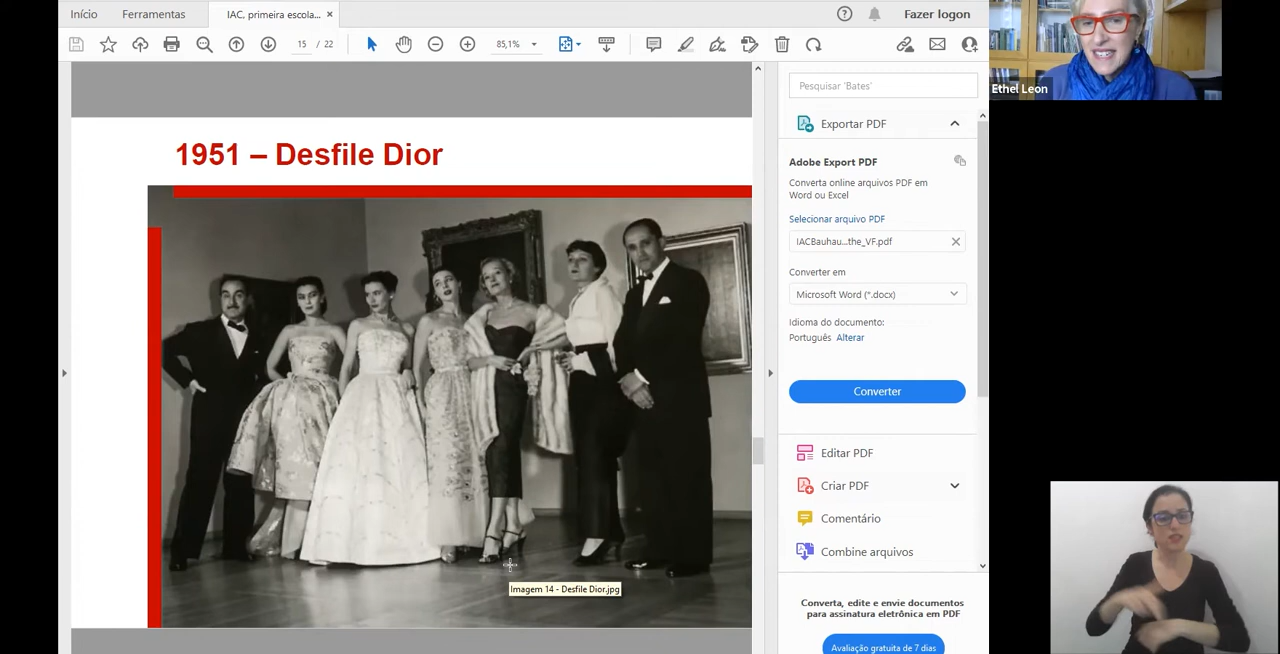 Início
Ferramentas
IAC, primeira escola...
Fazer logon
15 / 22
85,1%
Ethel Leon
Pesquisar 'Bates'
Exportar PDF
1951 – Desfile Dior
Adobe Export PDF
Converta online arquivos PDF em
Word ou Excel
Selecionar arquivo PDF
IACBauhau...the_VF.pdf
Converter em
Microsoft Word (*.docx)
Idioma do documento:
Português Alterar
Converter
Editar PDF
Criar PDF
Comentário
Combine arquivos
Imagem 14 - Desfile Dior.jpg
Converta, edite e envie documentos
para assinatura eletrônica em PDF
Avaliação gratuita de 7 dias